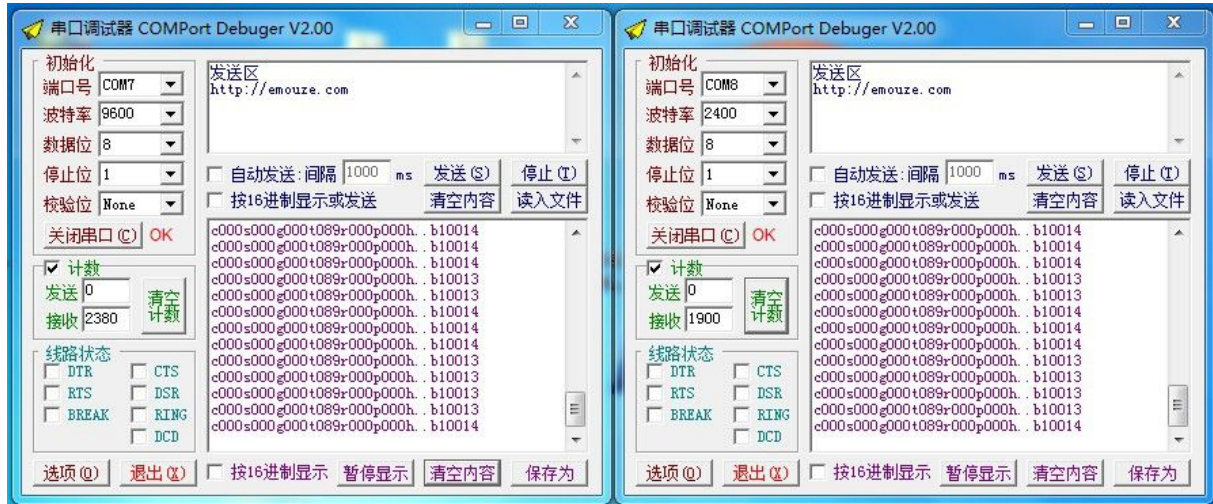 串口调试器 COMPort Debuger V2.00
初始化
端口号 COM7
波特率 9600
数据位 8
停止位 1
校验位 None
关闭串口(C) OK
计数
发送 0
接收 2380
清空计数
线路状态
DTR CTS
RTS DSR
BREAK RING
DCD
选项(O) 退出(X)
发送区
http://emouze.com
自动发送:间隔 1000 ms 发送(S) 停止(T)
按16进制显示或发送 清空内容 读入文件
c000s000g000t089r000p000h..b10014
c000s000g000t089r000p000h..b10014
c000s000g000t089r000p000h..b10014
c000s000g000t089r000p000h..b10013
c000s000g000t089r000p000h..b10013
c000s000g000t089r000p000h..b10014
c000s000g000t089r000p000h..b10014
c000s000g000t089r000p000h..b10014
c000s000g000t089r000p000h..b10013
c000s000g000t089r000p000h..b10013
c000s000g000t089r000p000h..b10013
c000s000g000t089r000p000h..b10013
c000s000g000t089r000p000h..b10014
按16进制显示 暂停显示 清空内容 保存为
串口调试器 COMPort Debuger V2.00
初始化
端口号 COM8
波特率 2400
数据位 8
停止位 1
校验位 None
关闭串口(C) OK
计数
发送 0
接收 1900
清空计数
线路状态
DTR CTS
RTS DSR
BREAK RING
DCD
选项(O) 退出(X)
发送区
http://emouze.com
自动发送:间隔 1000 ms 发送(S) 停止(T)
按16进制显示或发送 清空内容 读入文件
c000s000g000t089r000p000h..b10014
c000s000g000t089r000p000h..b10014
c000s000g000t089r000p000h..b10014
c000s000g000t089r000p000h..b10013
c000s000g000t089r000p000h..b10013
c000s000g000t089r000p000h..b10014
c000s000g000t089r000p000h..b10014
c000s000g000t089r000p000h..b10014
c000s000g000t089r000p000h..b10013
c000s000g000t089r000p000h..b10013
c000s000g000t089r000p000h..b10013
c000s000g000t089r000p000h..b10013
c000s000g000t089r000p000h..b10014
按16进制显示 暂停显示 清空内容 保存为